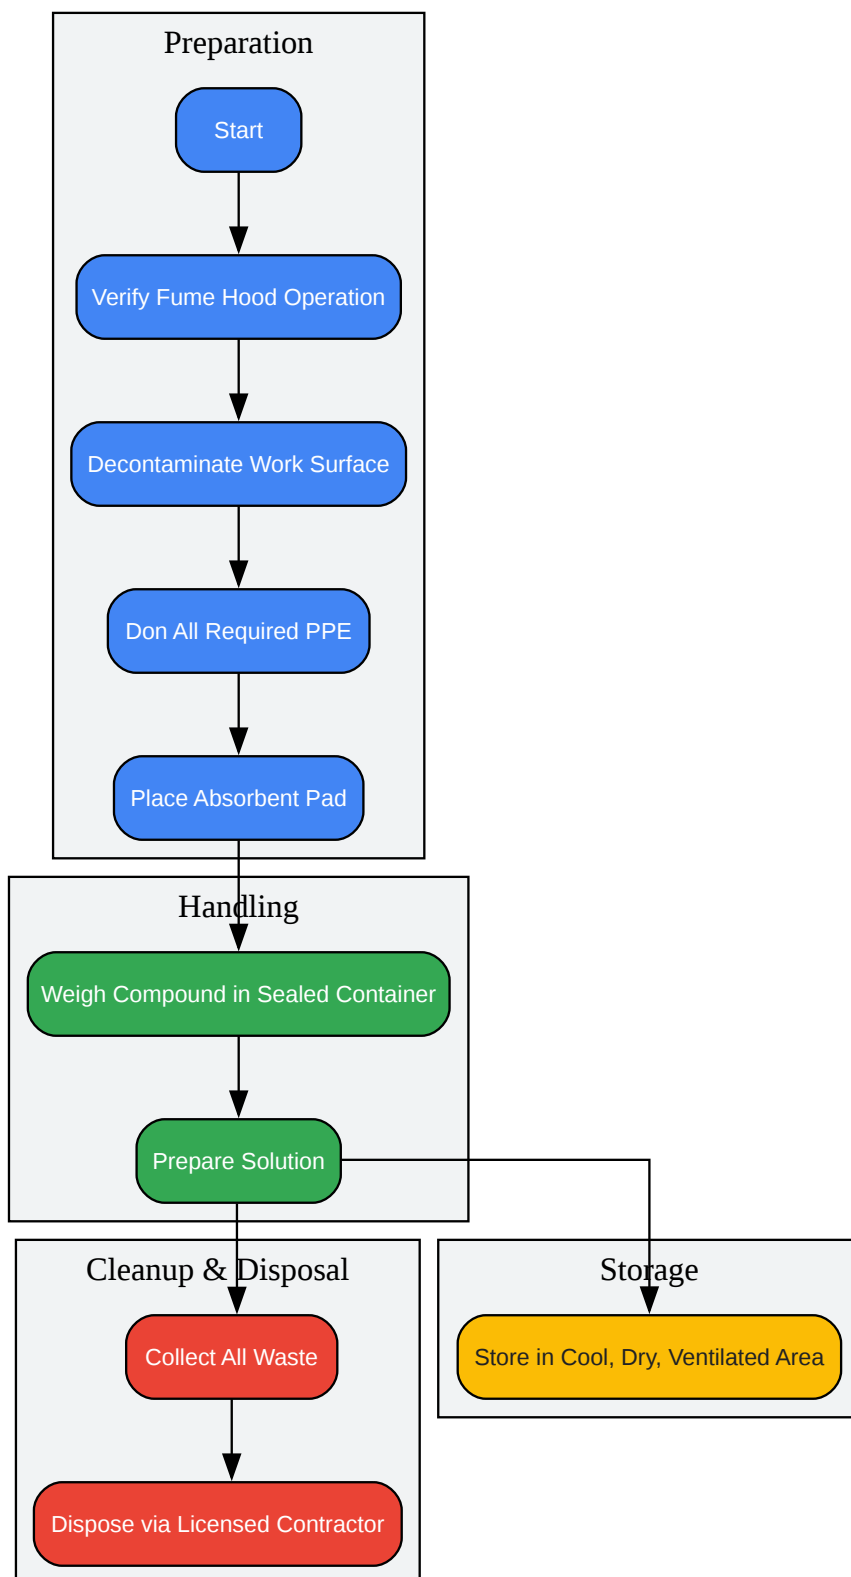 Preparation
Start
Verify Fume Hood Operation
Decontaminate Work Surface
Don All Required PPE
Place Absorbent Pad
Handling
Weigh Compound in Sealed Container
Prepare Solution
Cleanup & Disposal
Collect All Waste
Dispose via Licensed Contractor
Storage
Store in Cool, Dry, Ventilated Area